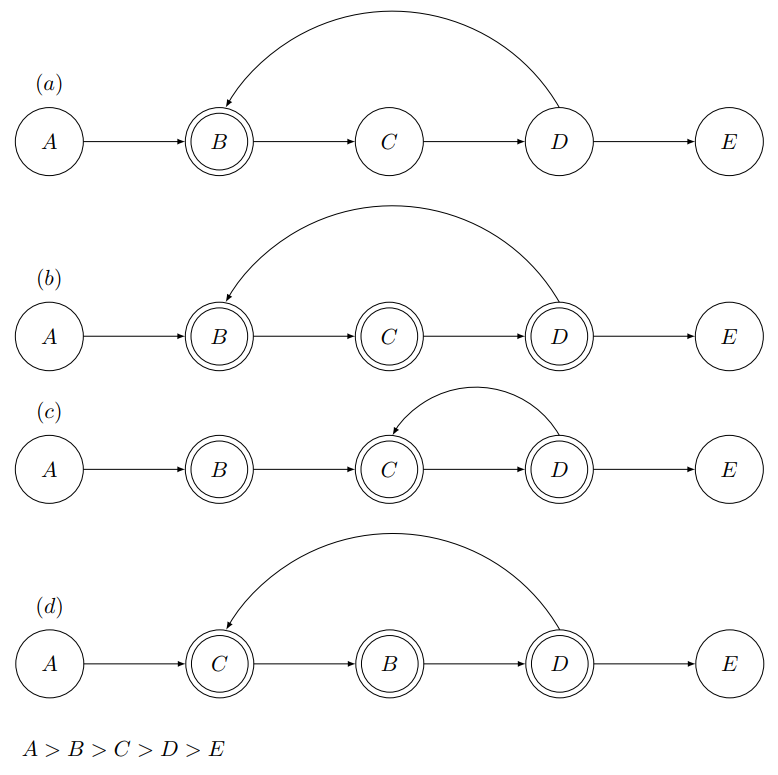 (a)
A B C D E
(b)
A B C D E
(c)
A B C D E
(d)
A C B D E
A > B > C > D > E